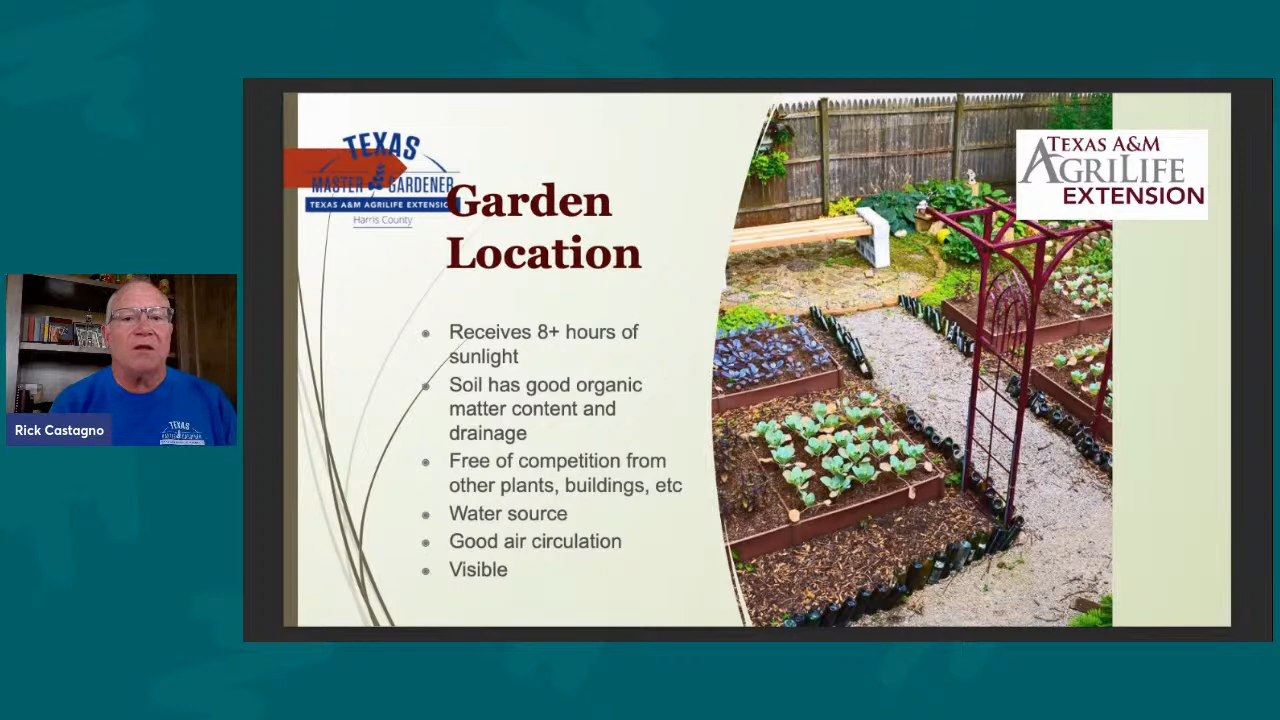 TEXAS
MASTER GARDENER
TEXAS A&M AGRILIFE EXTENSION
Harris County
Garden
Location
Receives 8+ hours of
sunlight
Soil has good organic
matter content and
drainage
Free of competition from
other plants, buildings, etc
Water source
Good air circulation
Visible
TEXAS A&M
AGRILIFE
EXTENSION
Rick Castagno